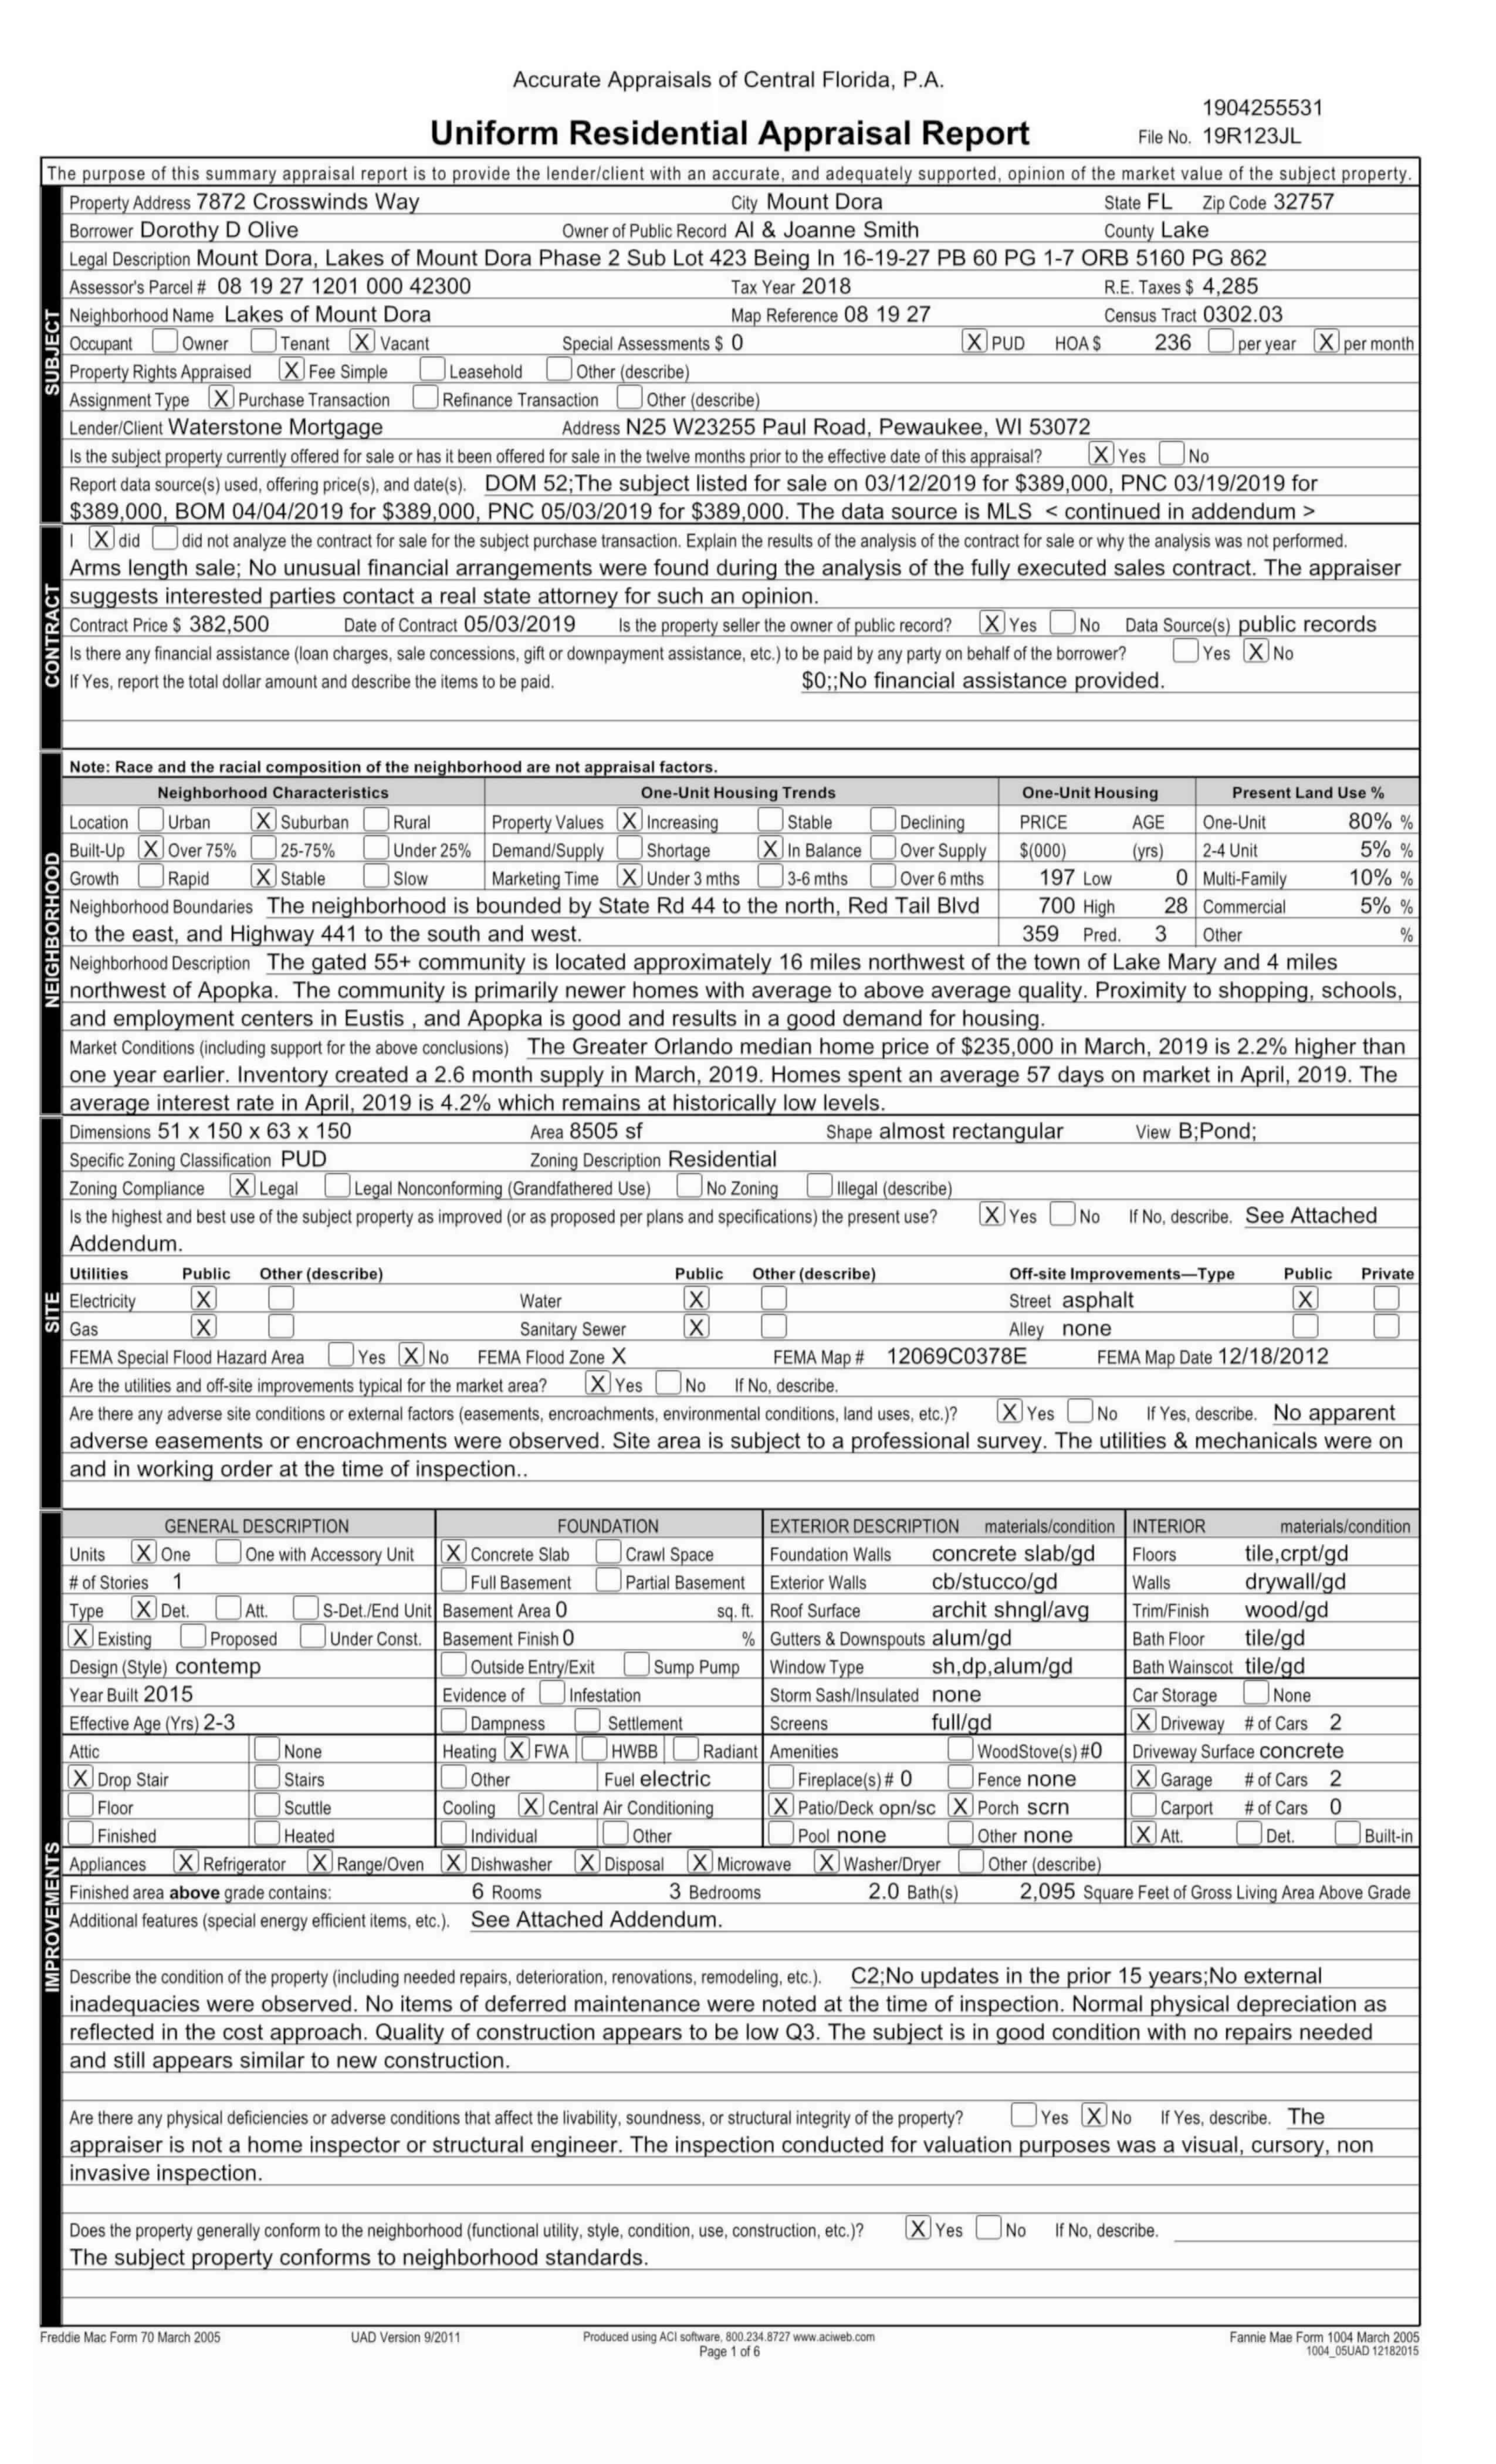 Accurate Appraisals of Central Florida, P.A.
1904255531
Uniform Residential Appraisal Report File No. 19R123JL
The purpose of this summary appraisal report is to provide the lender/client with an accurate, and adequately supported, opinion of the market value of the subject property.
SUBJECT
Property Address 7872 Crosswinds Way City Mount Dora State FL Zip Code 32757
Borrower Dorothy D Olive Owner of Public Record Al & Joanne Smith County Lake
Legal Description Mount Dora, Lakes of Mount Dora Phase 2 Sub Lot 423 Being In 16-19-27 PB 60 PG 1-7 ORB 5160 PG 862
Assessor's Parcel # 08 19 27 1201 000 42300 Tax Year 2018 R.E. Taxes $ 4,285
Neighborhood Name Lakes of Mount Dora Map Reference 08 19 27 Census Tract 0302.03
Occupant Owner Tenant X Vacant Special Assessments $ 0 X PUD HOA $ 236 per year X per month
Property Rights Appraised X Fee Simple Leasehold Other (describe)
Assignment Type X Purchase Transaction Refinance Transaction Other (describe)
Lender/Client Waterstone Mortgage Address N25 W23255 Paul Road, Pewaukee, WI 53072
Is the subject property currently offered for sale or has it been offered for sale in the twelve months prior to the effective date of this appraisal? X Yes No
Report data source(s) used, offering price(s), and date(s). DOM 52;The subject listed for sale on 03/12/2019 for $389,000, PNC 03/19/2019 for
$389,000, BOM 04/04/2019 for $389,000, PNC 05/03/2019 for $389,000. The data source is MLS < continued in addendum >
CONTRACT
I X did did not analyze the contract for sale for the subject purchase transaction. Explain the results of the analysis of the contract for sale or why the analysis was not performed.
Arms length sale; No unusual financial arrangements were found during the analysis of the fully executed sales contract. The appraiser
suggests interested parties contact a real state attorney for such an opinion.
Contract Price $ 382,500 Date of Contract 05/03/2019 Is the property seller the owner of public record? X Yes No Data Source(s) public records
Is there any financial assistance (loan charges, sale concessions, gift or downpayment assistance, etc.) to be paid by any party on behalf of the borrower? Yes X No
If Yes, report the total dollar amount and describe the items to be paid. $0;;No financial assistance provided.
NEIGHBORHOOD
Note: Race and the racial composition of the neighborhood are not appraisal factors.
Neighborhood Characteristics One-Unit Housing Trends One-Unit Housing Present Land Use %
Location Urban X Suburban Rural Property Values X Increasing Stable Declining PRICE AGE One-Unit 80% %
Built-Up X Over 75% 25-75% Under 25% Demand/Supply Shortage X In Balance Over Supply $(000) (yrs) 2-4 Unit 5% %
Growth Rapid X Stable Slow Marketing Time X Under 3 mths 3-6 mths Over 6 mths 197 Low 0 Multi-Family 10% %
Neighborhood Boundaries The neighborhood is bounded by State Rd 44 to the north, Red Tail Blvd 700 High 28 Commercial 5% %
to the east, and Highway 441 to the south and west. 359 Pred. 3 Other %
Neighborhood Description The gated 55+ community is located approximately 16 miles northwest of the town of Lake Mary and 4 miles
northwest of Apopka. The community is primarily newer homes with average to above average quality. Proximity to shopping, schools,
and employment centers in Eustis , and Apopka is good and results in a good demand for housing.
Market Conditions (including support for the above conclusions) The Greater Orlando median home price of $235,000 in March, 2019 is 2.2% higher than
one year earlier. Inventory created a 2.6 month supply in March, 2019. Homes spent an average 57 days on market in April, 2019. The
average interest rate in April, 2019 is 4.2% which remains at historically low levels.
SITE
Dimensions 51 x 150 x 63 x 150 Area 8505 sf Shape almost rectangular View B;Pond;
Specific Zoning Classification PUD Zoning Description Residential
Zoning Compliance X Legal Legal Nonconforming (Grandfathered Use) No Zoning Illegal (describe)
Is the highest and best use of the subject property as improved (or as proposed per plans and specifications) the present use? X Yes No If No, describe. See Attached
Addendum.
Utilities Public Other (describe) Public Other (describe) Off-site Improvements—Type Public Private
Electricity X Water X Street asphalt X
Gas X Sanitary Sewer X Alley none
FEMA Special Flood Hazard Area Yes X No FEMA Flood Zone X FEMA Map # 12069C0378E FEMA Map Date 12/18/2012
Are the utilities and off-site improvements typical for the market area? X Yes No If No, describe.
Are there any adverse site conditions or external factors (easements, encroachments, environmental conditions, land uses, etc.)? X Yes No If Yes, describe. No apparent
adverse easements or encroachments were observed. Site area is subject to a professional survey. The utilities & mechanicals were on
and in working order at the time of inspection..
IMPROVEMENTS
GENERAL DESCRIPTION FOUNDATION EXTERIOR DESCRIPTION materials/condition INTERIOR materials/condition
Units X One One with Accessory Unit X Concrete Slab Crawl Space Foundation Walls concrete slab/gd Floors tile,crpt/gd
# of Stories 1 Full Basement Partial Basement Exterior Walls cb/stucco/gd Walls drywall/gd
Type X Det. Att. S-Det./End Unit Basement Area 0 sq. ft. Roof Surface archit shngl/avg Trim/Finish wood/gd
X Existing Proposed Under Const. Basement Finish 0 % Gutters & Downspouts alum/gd Bath Floor tile/gd
Design (Style) contemp Outside Entry/Exit Sump Pump Window Type sh,dp,alum/gd Bath Wainscot tile/gd
Year Built 2015 Evidence of Infestation Storm Sash/Insulated none Car Storage None
Effective Age (Yrs) 2-3 Dampness Settlement Screens full/gd X Driveway # of Cars 2
Attic None Heating X FWA HWBB Radiant Amenities WoodStove(s) #0 Driveway Surface concrete
X Drop Stair Stairs Other Fuel electric Fireplace(s) # 0 Fence none X Garage # of Cars 2
Floor Scuttle Cooling X Central Air Conditioning X Patio/Deck opn/sc X Porch scrn Carport # of Cars 0
Finished Heated Individual Other Pool none Other none X Att. Det. Built-in
Appliances X Refrigerator X Range/Oven X Dishwasher X Disposal X Microwave X Washer/Dryer Other (describe)
Finished area above grade contains: 6 Rooms 3 Bedrooms 2.0 Bath(s) 2,095 Square Feet of Gross Living Area Above Grade
Additional features (special energy efficient items, etc.). See Attached Addendum.
Describe the condition of the property (including needed repairs, deterioration, renovations, remodeling, etc.). C2;No updates in the prior 15 years;No external
inadequacies were observed. No items of deferred maintenance were noted at the time of inspection. Normal physical depreciation as
reflected in the cost approach. Quality of construction appears to be low Q3. The subject is in good condition with no repairs needed
and still appears similar to new construction.
Are there any physical deficiencies or adverse conditions that affect the livability, soundness, or structural integrity of the property? Yes X No If Yes, describe. The
appraiser is not a home inspector or structural engineer. The inspection conducted for valuation purposes was a visual, cursory, non
invasive inspection.
Does the property generally conform to the neighborhood (functional utility, style, condition, use, construction, etc.)? X Yes No If No, describe.
The subject property conforms to neighborhood standards.
Freddie Mac Form 70 March 2005 UAD Version 9/2011 Produced using ACI software, 800.234.8727 www.aciweb.com Fannie Mae Form 1004 March 2005
Page 1 of 6 1004_05UAD 12182015